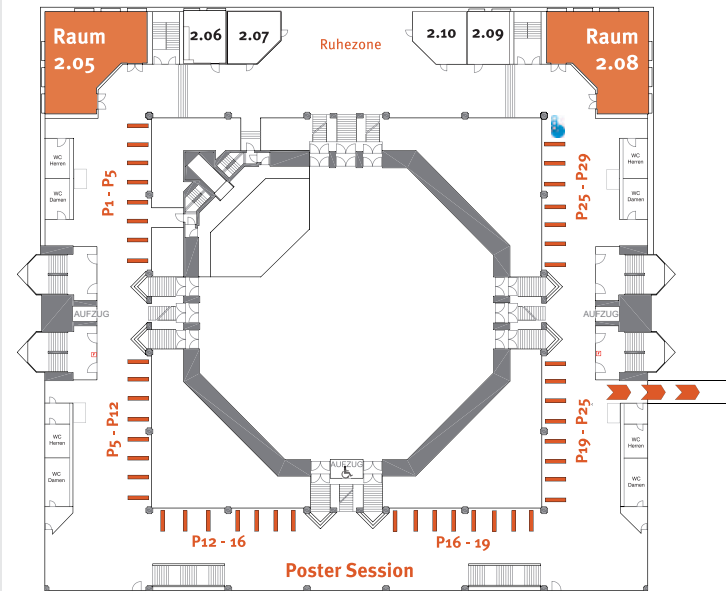 Raum
2.05
2.06
2.07
Ruhezone
2.10
2.09
Raum
2.08
WC
Herren
WC
Damen
P1 - P5
P25 - P29
WC
Herren
WC
Damen
AUFZUG
AUFZUG
P5 - P12
P19 - P25
WC
Herren
WC
Damen
AUFZUG
WC
Herren
WC
Damen
P12 - 16
P16 - 19
Poster Session